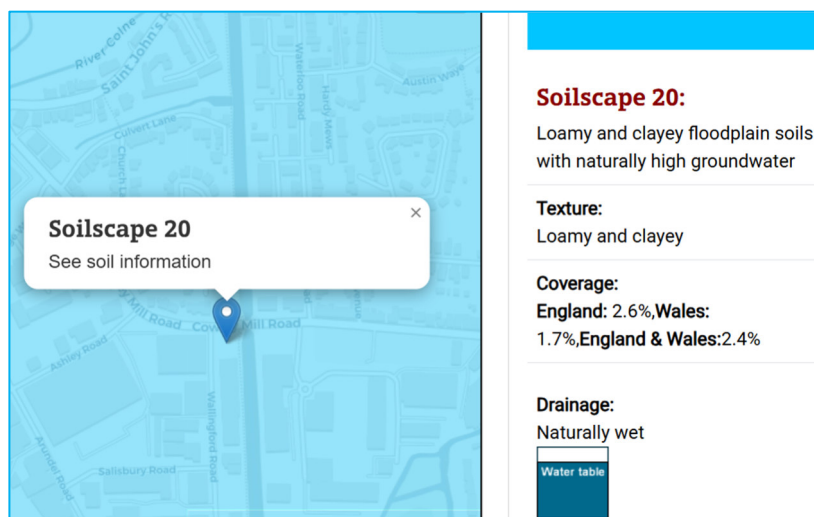 River Colne
Saint John's R
Culvert Lane
Church L
Waterloo Road
Hardy Mews
Austin Waye
Soilscape 20
See soil information
×
Mill Road
Cow
Mill Road
Ashley Road
Wallingford Road
Arundel Road
Salisbury Road
Soilscape 20:
Loamy and clayey floodplain soils
with naturally high groundwater
Texture:
Loamy and clayey
Coverage:
England: 2.6%,Wales:
1.7%,England & Wales:2.4%
Drainage:
Naturally wet
Water table